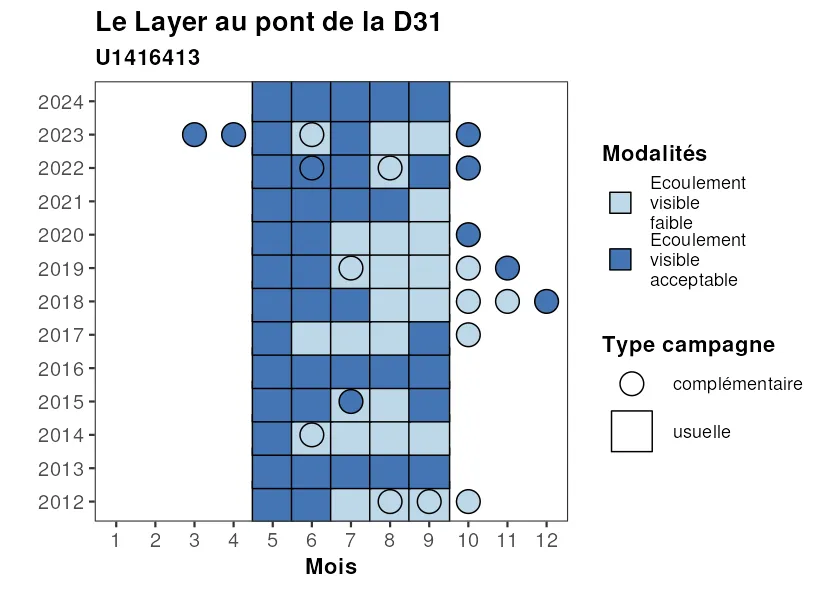 Le Layer au pont de la D31
U1416413
2024
2023
2022
2021
2020
2019
2018
2017
2016
2015
2014
2013
2012
1 2 3 4 5 6 7 8 9 10 11 12
Mois
Modalités
Ecoulement
visible
faible
Ecoulement
visible
acceptable
Type campagne
complémentaire
usuelle